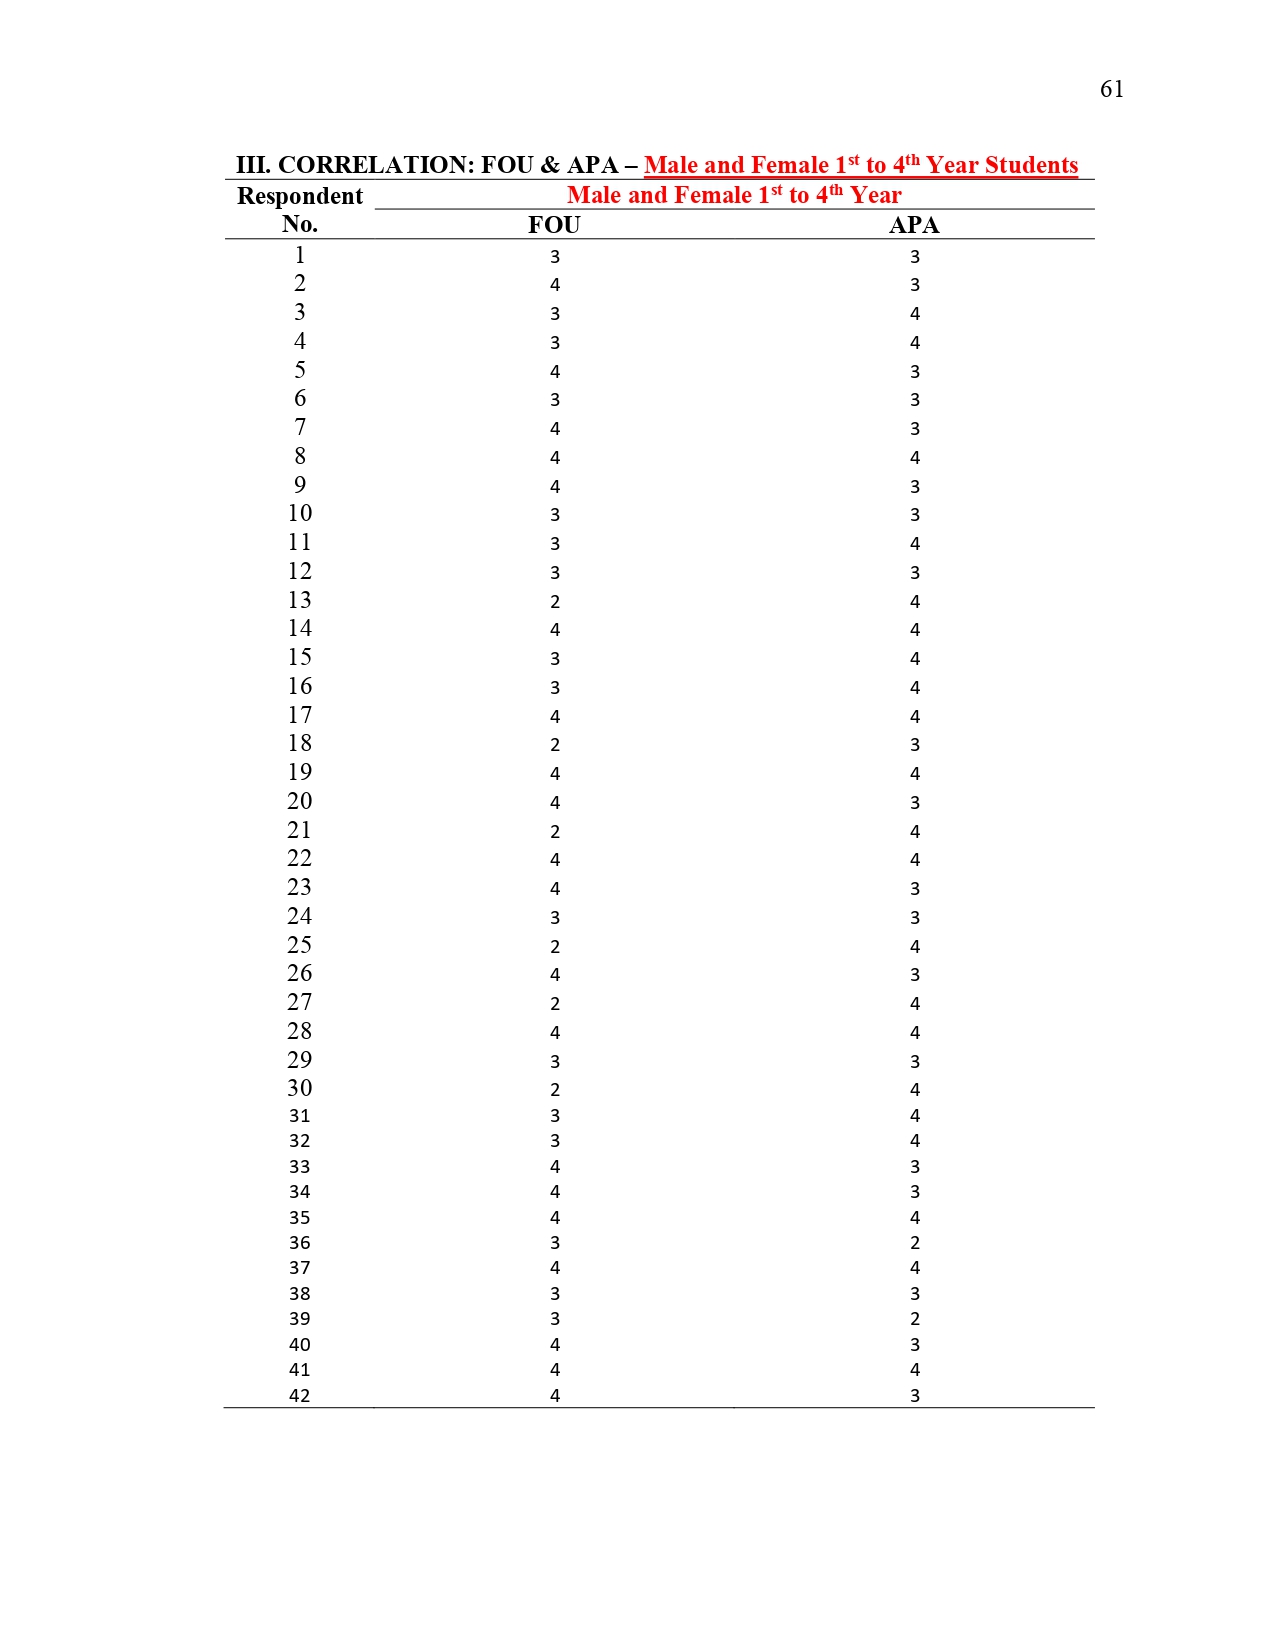 61
III. CORRELATION: FOU & APA – Male and Female 1st to 4th Year Students
Respondent No. Male and Female 1st to 4th Year
FOU APA
1 3 3
2 4 3
3 3 4
4 3 4
5 4 3
6 3 3
7 4 3
8 4 4
9 4 3
10 3 3
11 3 4
12 3 3
13 2 4
14 4 4
15 3 4
16 3 4
17 4 4
18 2 3
19 4 4
20 4 3
21 2 4
22 4 4
23 4 3
24 3 3
25 2 4
26 4 3
27 2 4
28 4 4
29 3 3
30 2 4
31 3 4
32 3 4
33 4 3
34 4 3
35 4 4
36 3 2
37 4 4
38 3 3
39 3 2
40 4 3
41 4 4
42 4 3